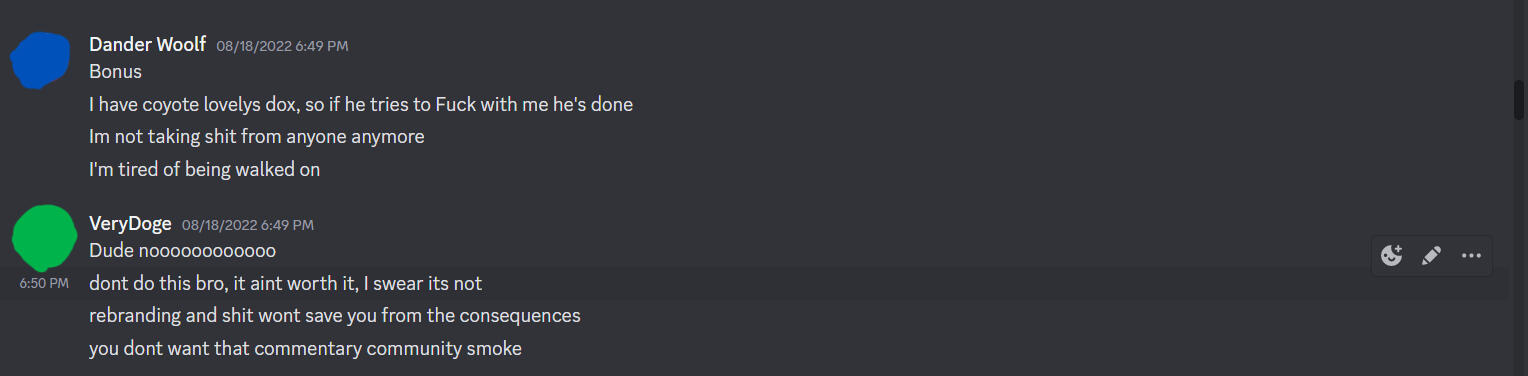 Dander Woolf 08/18/2022 6:49 PM
Bonus
I have coyote lovelys dox, so if he tries to Fuck with me he's done
Im not taking shit from anyone anymore
I'm tired of being walked on
VeryDoge 08/18/2022 6:49 PM
Dude noooooooooooo
6:50 PM dont do this bro, it aint worth it, I swear its not
rebranding and shit wont save you from the consequences
you dont want that commentary community smoke